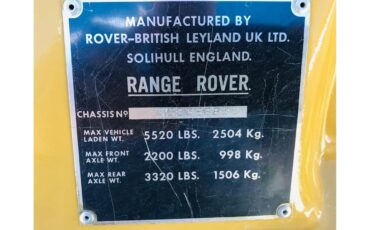 MANUFACTURED BY
ROVER-BRITISH LEYLAND UK LTD.
SOLIHULL ENGLAND.
RANGE ROVER.
CHASSIS Nº
MAX VEHICLE LADEN WT. 5520 LBS. 2504 Kg.
MAX FRONT AXLE WT. 2200 LBS. 998 Kg.
MAX REAR AXLE WT. 3320 LBS. 1506 Kg.